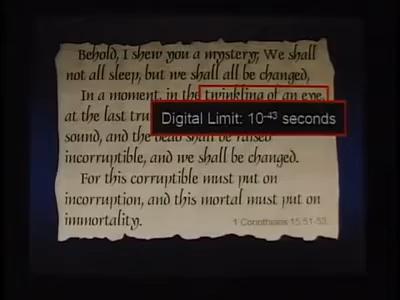 Behold, I shew you a mystery; We shall
not all sleep, but we shall all be changed,
In a moment, in the twinkling of an eye,
at the last tru
Digital Limit: 10⁻⁴³ seconds
sound, and the dead shall be raised
incorruptible, and we shall be changed.
For this corruptible must put on
incorruption, and this mortal must put on
immortality.
1 Corinthians 15:51-53